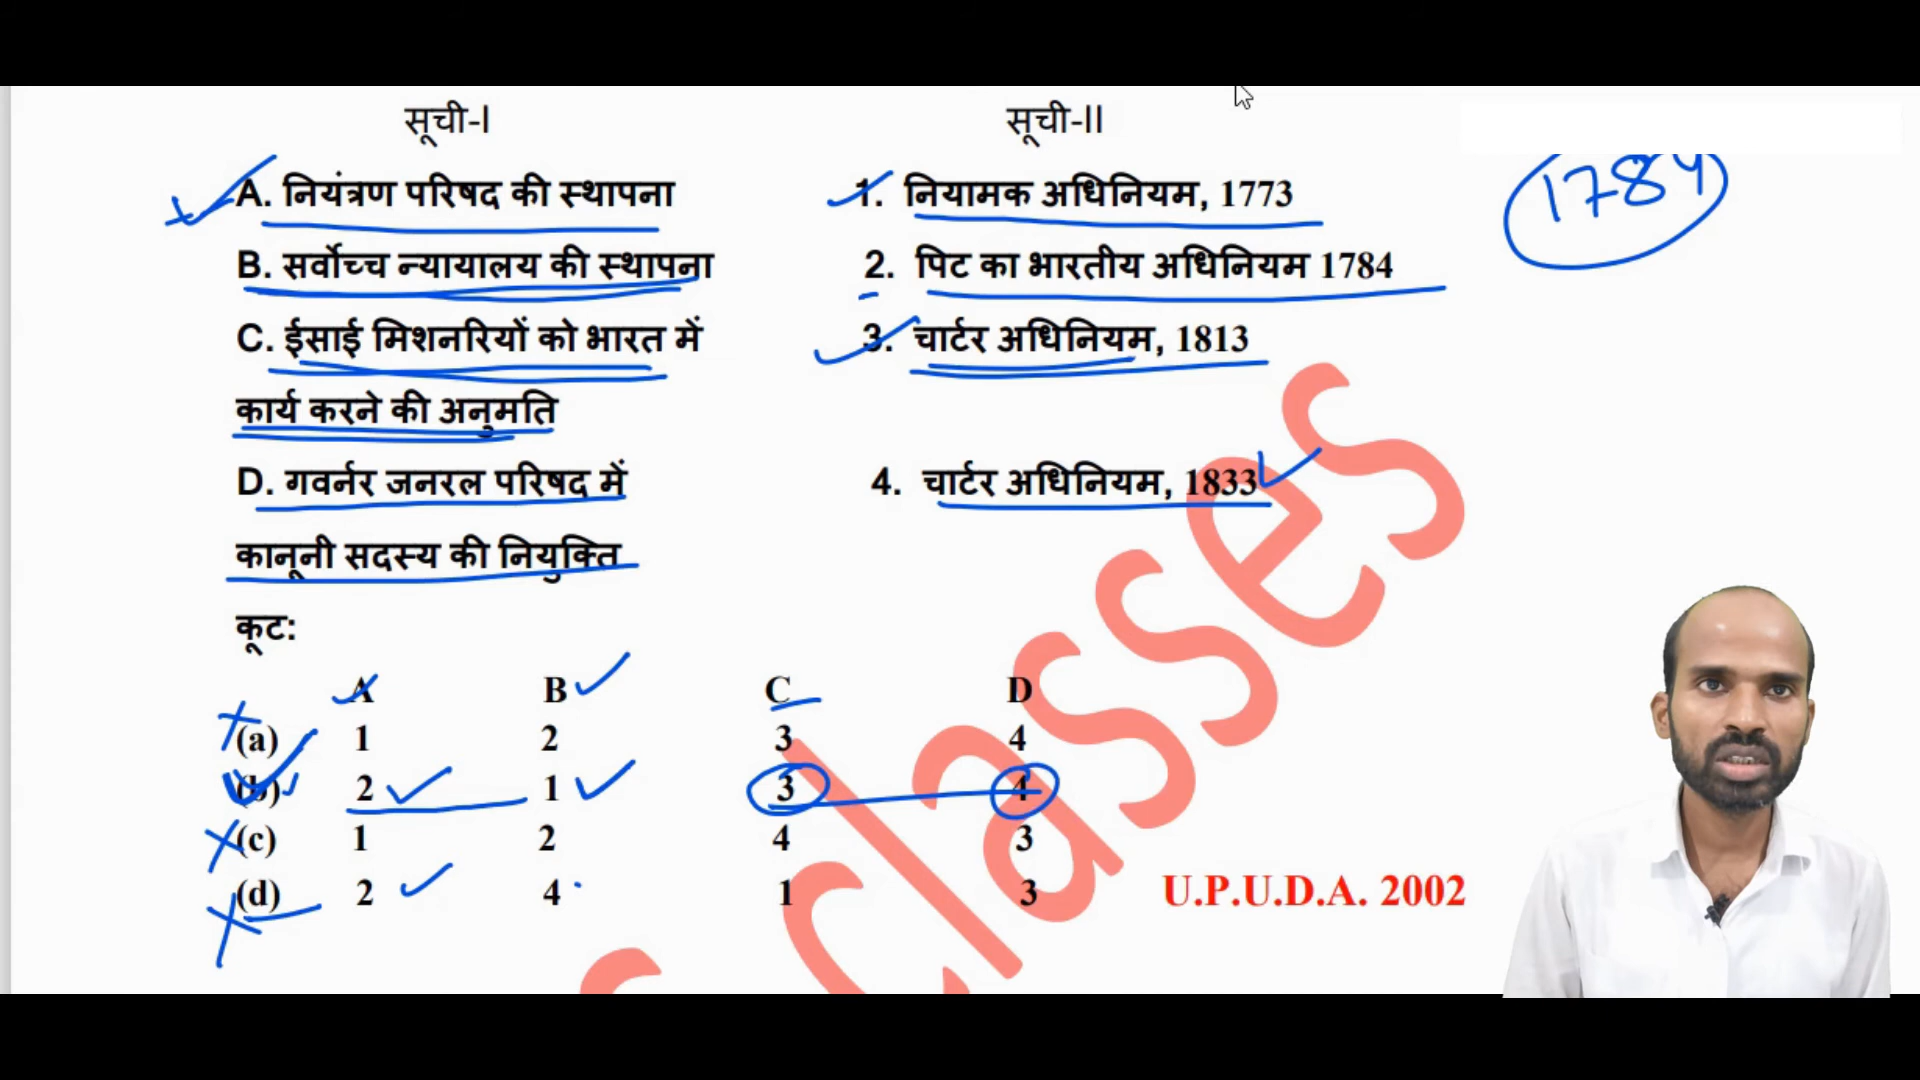 सूची-I सूची-II
1784
A. नियंत्रण परिषद की स्थापना 1. नियामक अधिनियम, 1773
B. सर्वोच्च न्यायालय की स्थापना 2. पिट का भारतीय अधिनियम 1784
C. ईसाई मिशनरियों को भारत में 3. चार्टर अधिनियम, 1813
कार्य करने की अनुमति
D. गवर्नर जनरल परिषद में 4. चार्टर अधिनियम, 1833
कानूनी सदस्य की नियुक्ति
कूट:
A B C D
(a) 1 2 3 4
(b) 2 1 3 4
(c) 1 2 4 3
(d) 2 4 1 3
U.P.U.D.A. 2002
classes